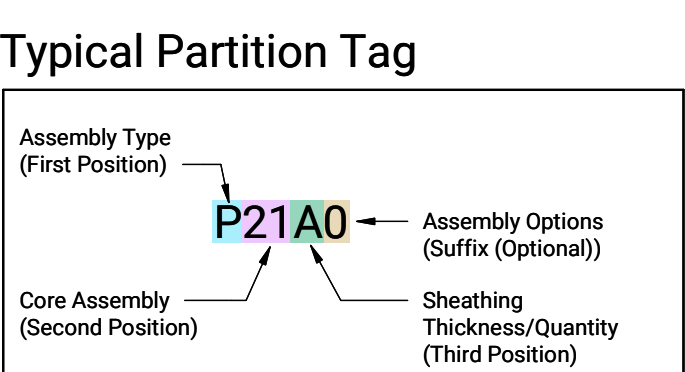 Typical Partition Tag
Assembly Type
(First Position)
P21A0
Assembly Options
(Suffix (Optional))
Core Assembly
(Second Position)
Sheathing
Thickness/Quantity
(Third Position)